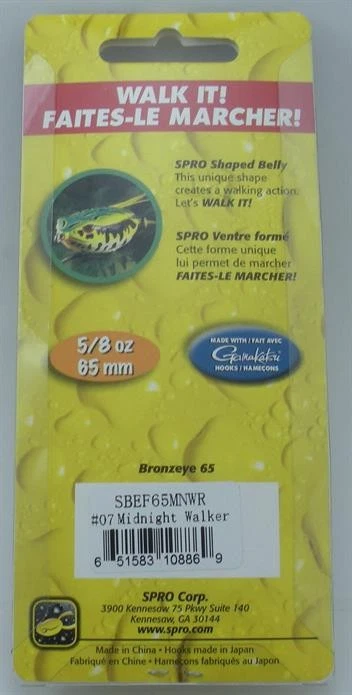 WALK IT!
FAITES-LE MARCHER!
SPRO Shaped Belly
This unique shape
creates a walking action.
Let's WALK IT!
SPRO Ventre formé
Cette forme unique
lui permet de marcher
FAITES-LE MARCHER!
5/8 oz
65 mm
MADE WITH / FAIT AVEC
Gamakatsu
HOOKS / HAMEÇONS
Bronzeye 65
SBEF65MNWR
#07 Midnight Walker
6 51583 10886 9
SPRO Corp.
3900 Kennesaw 75 Pkwy Suite 140
Kennesaw, GA 30144
www.spro.com
Made in China • Hooks made in Japan
Fabriqué en Chine • Hameçons fabriqués au Japon